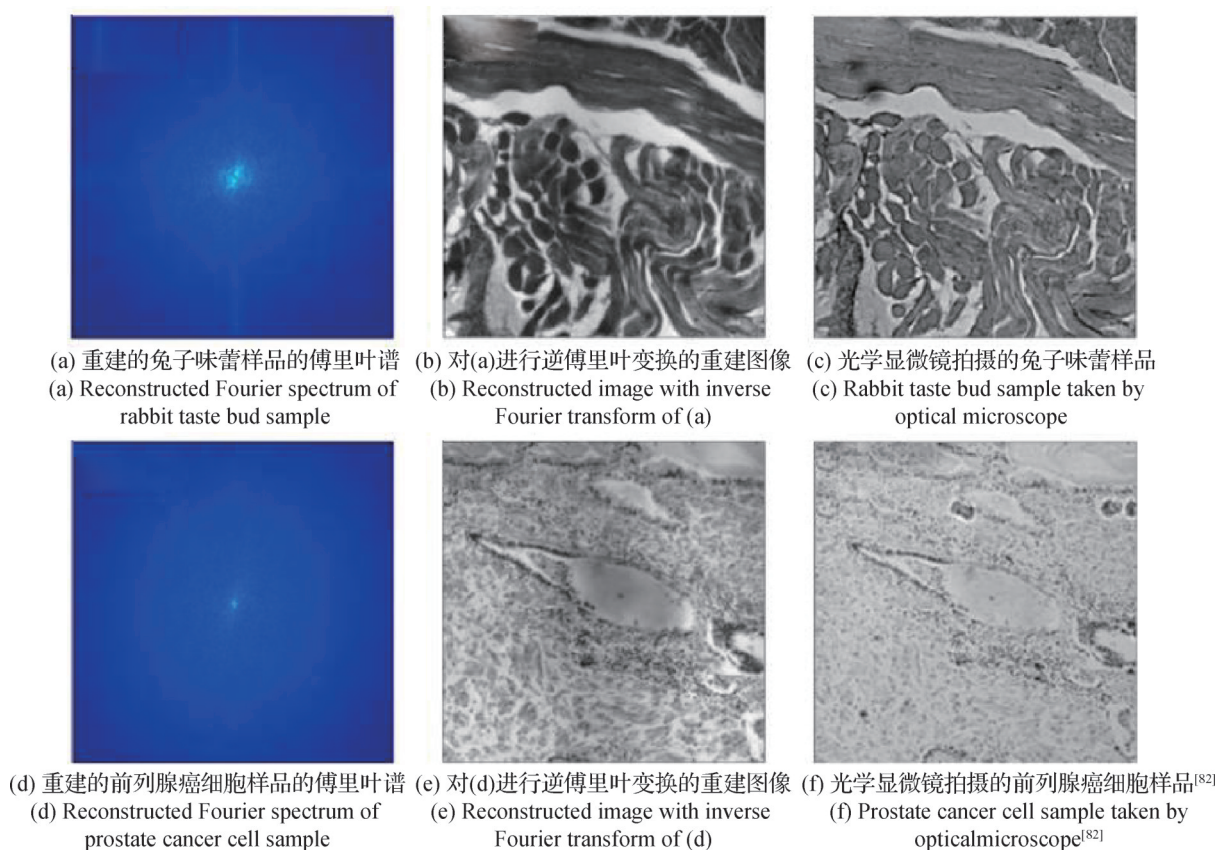 (a) 重建的兔子味蕾样品的傅里叶谱
(a) Reconstructed Fourier spectrum of
rabbit taste bud sample
(b) 对(a)进行逆傅里叶变换的重建图像
(b) Reconstructed image with inverse
Fourier transform of (a)
(c) 光学显微镜拍摄的兔子味蕾样品
(c) Rabbit taste bud sample taken by
optical microscope
(d) 重建的前列腺癌细胞样品的傅里叶谱
(d) Reconstructed Fourier spectrum of
prostate cancer cell sample
(e) 对(d)进行逆傅里叶变换的重建图像
(e) Reconstructed image with inverse
Fourier transform of (d)
(f) 光学显微镜拍摄的前列腺癌细胞样品[82]
(f) Prostate cancer cell sample taken by
opticalmicroscope[82]